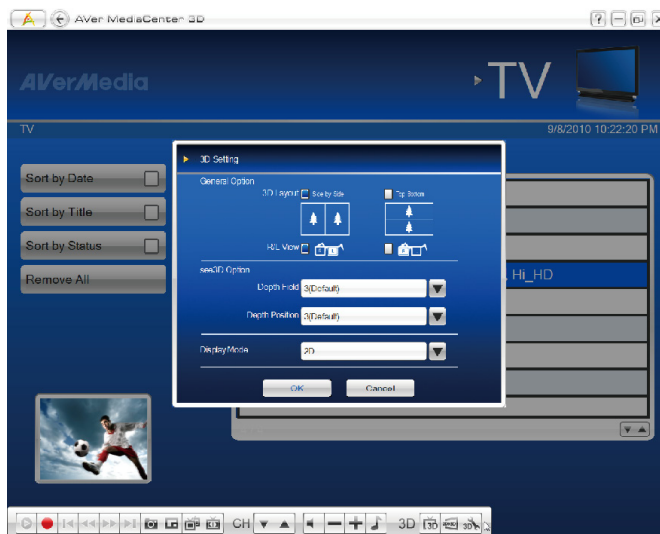 AVer MediaCenter 3D
AVerMedia
TV
TV
9/8/2010 10:22:20 PM
3D Setting
General Option
3D Layout Side by Side Top Bottom
R/L View
see3D Option
Depth Field 3(Default)
Depth Position 3(Default)
Display Mode 2D
OK Cancel
Sort by Date
Sort by Title
Sort by Status
Remove All
, Hi_HD
CH
3D